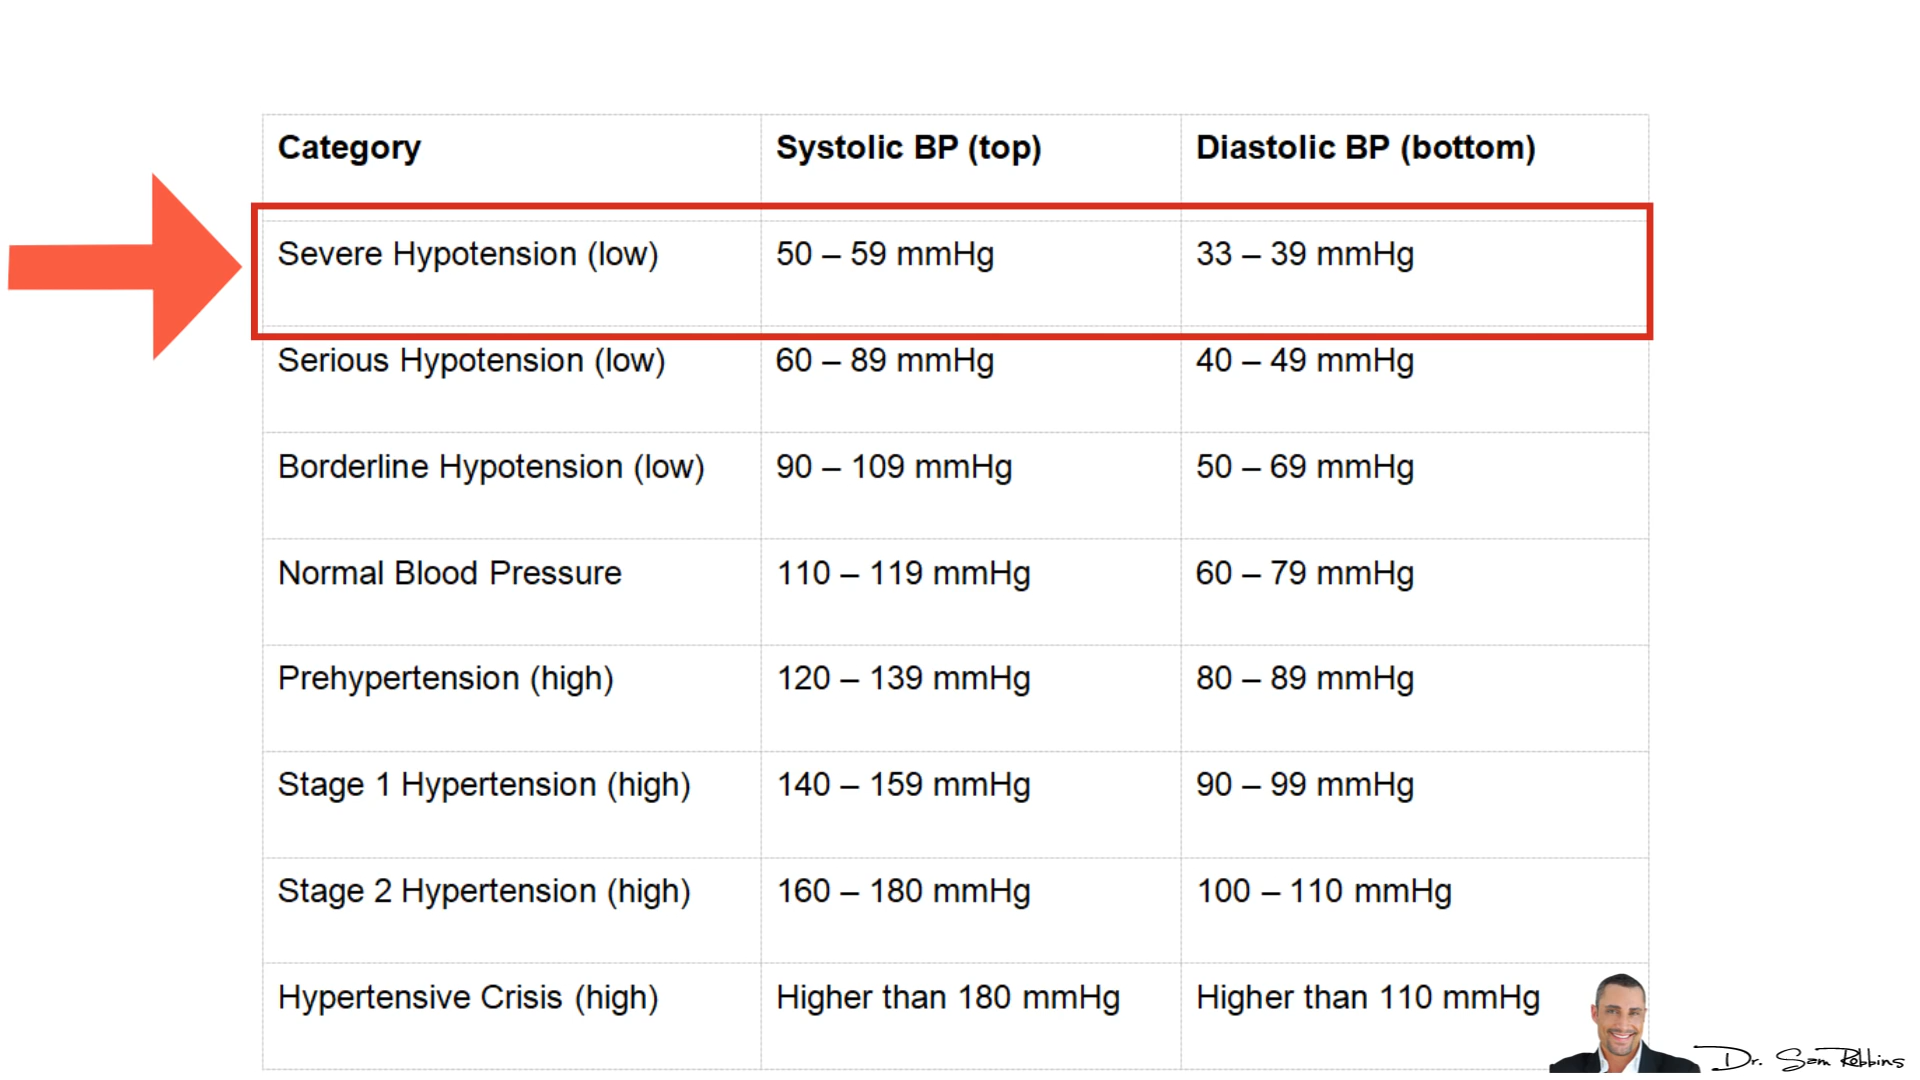 Category Systolic BP (top) Diastolic BP (bottom)
Severe Hypotension (low) 50 – 59 mmHg 33 – 39 mmHg
Serious Hypotension (low) 60 – 89 mmHg 40 – 49 mmHg
Borderline Hypotension (low) 90 – 109 mmHg 50 – 69 mmHg
Normal Blood Pressure 110 – 119 mmHg 60 – 79 mmHg
Prehypertension (high) 120 – 139 mmHg 80 – 89 mmHg
Stage 1 Hypertension (high) 140 – 159 mmHg 90 – 99 mmHg
Stage 2 Hypertension (high) 160 – 180 mmHg 100 – 110 mmHg
Hypertensive Crisis (high) Higher than 180 mmHg Higher than 110 mmHg
Dr. Sam Robbins